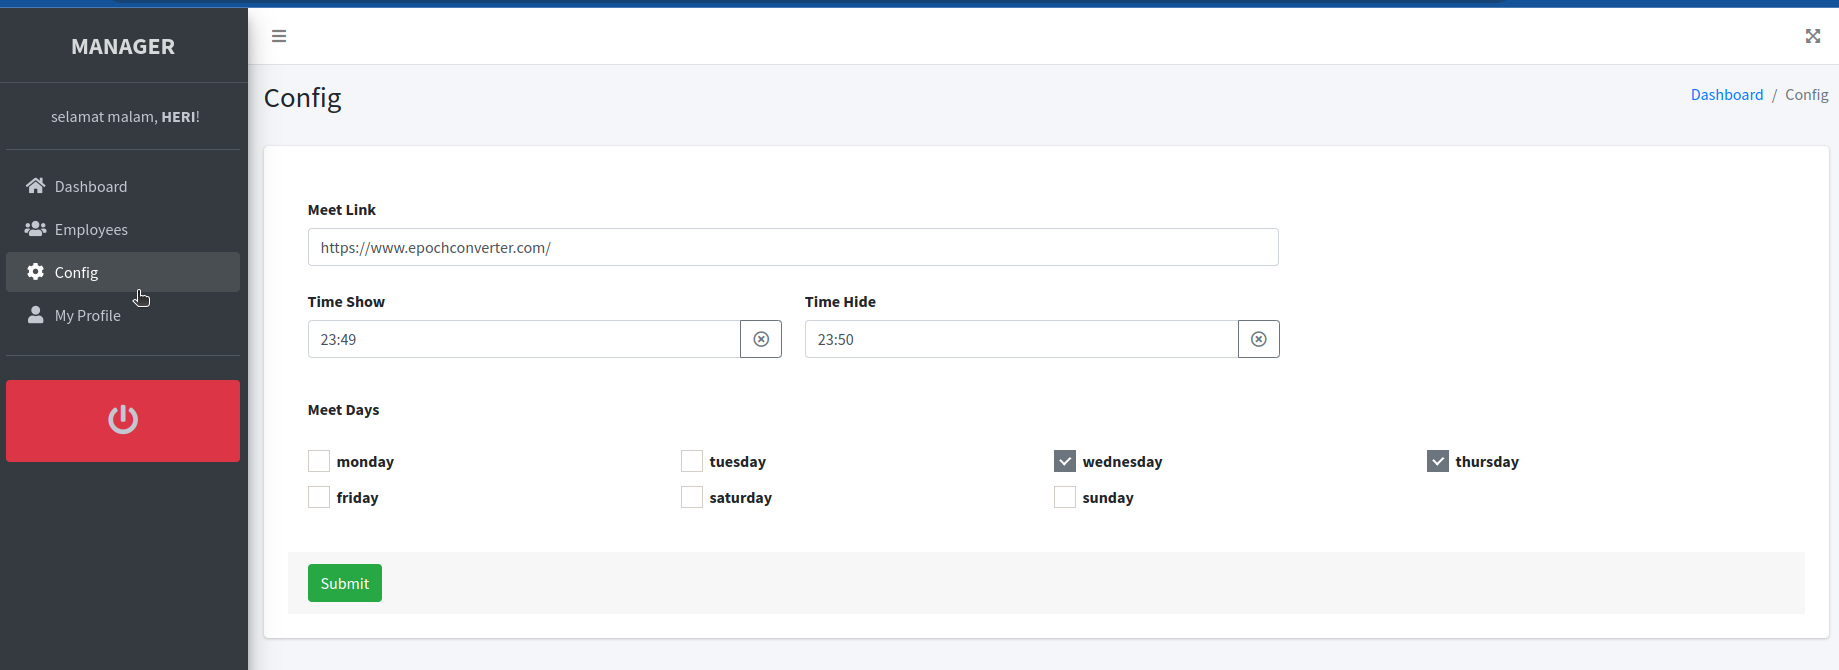 MANAGER
selamat malam, HERI!
Dashboard
Employees
Config
My Profile
Config
Dashboard / Config
Meet Link
https://www.epochconverter.com/
Time Show
Time Hide
23:49
23:50
Meet Days
monday
tuesday
wednesday
thursday
friday
saturday
sunday
Submit